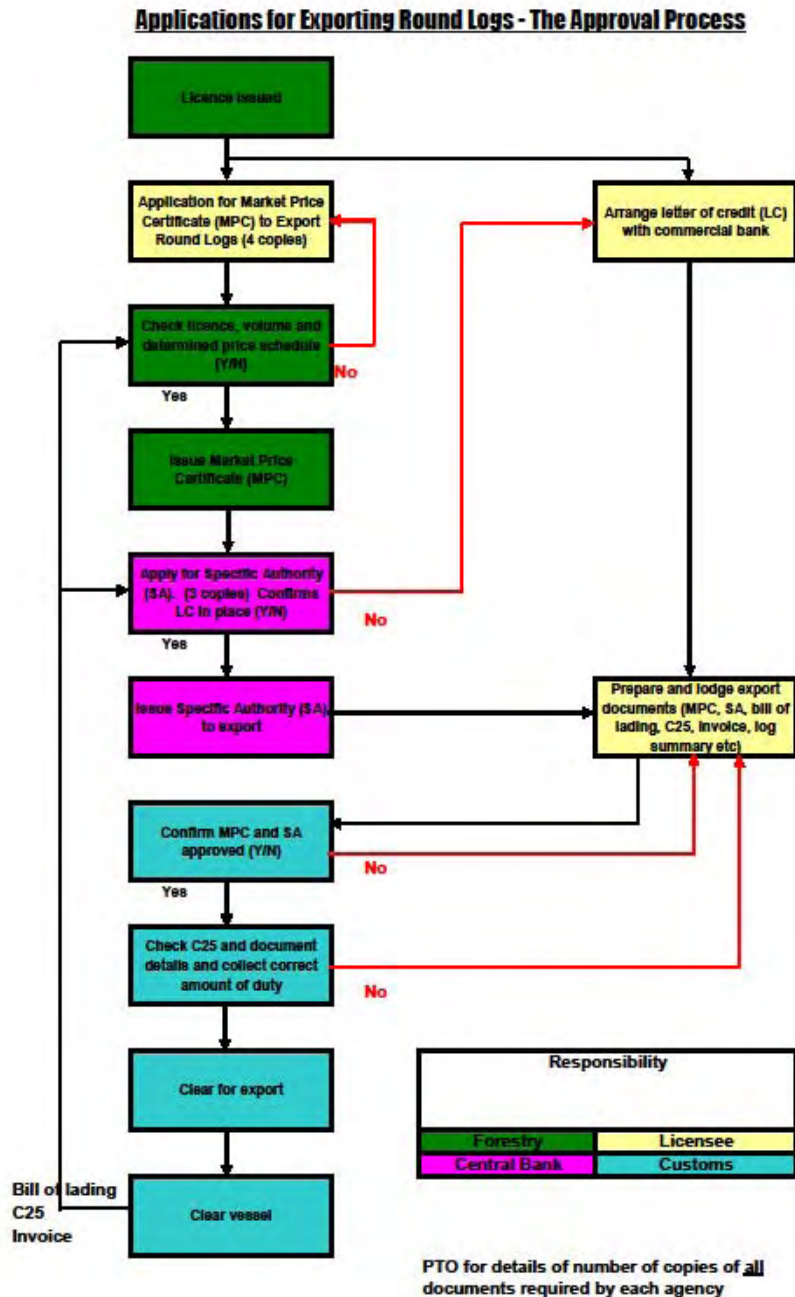 Applications for Exporting Round Logs - The Approval Process
Licence issued
Application for Market Price
Certificate (MPC) to Export
Round Logs (4 copies)
Arrange letter of credit (LC)
with commercial bank
Check licence, volume and
determined price schedule
(Y/N)
No
Yes
Issue Market Price
Certificate (MPC)
Apply for Specific Authority
(SA). (3 copies) Confirms
LC in place (Y/N)
No
Yes
Issue Specific Authority (SA)
to export
Prepare and lodge export
documents (MPC, SA, bill of
lading, C25, invoice, log
summary etc)
Confirm MPC and SA
approved (Y/N)
No
Yes
Check C25 and document
details and collect correct
amount of duty
No
Clear for export
Responsibility
Forestry
Licensee
Central Bank
Customs
Bill of lading
C25
Invoice
Clear vessel
PTO for details of number of copies of all
documents required by each agency